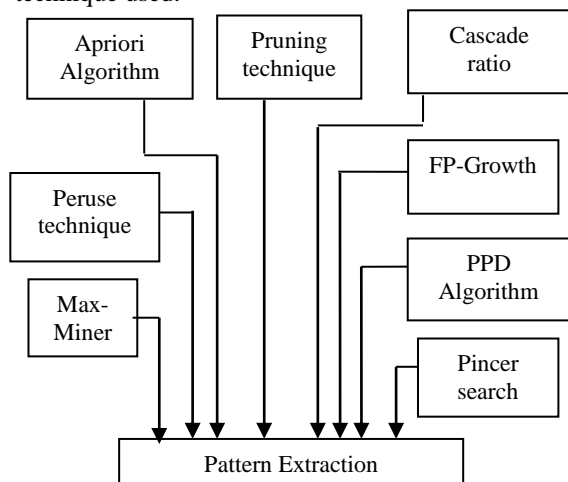 technique used.
Apriori
Algorithm
Pruning
technique
Cascade
ratio
FP-Growth
Peruse
technique
PPD
Algorithm
Max-
Miner
Pincer
search
Pattern Extraction